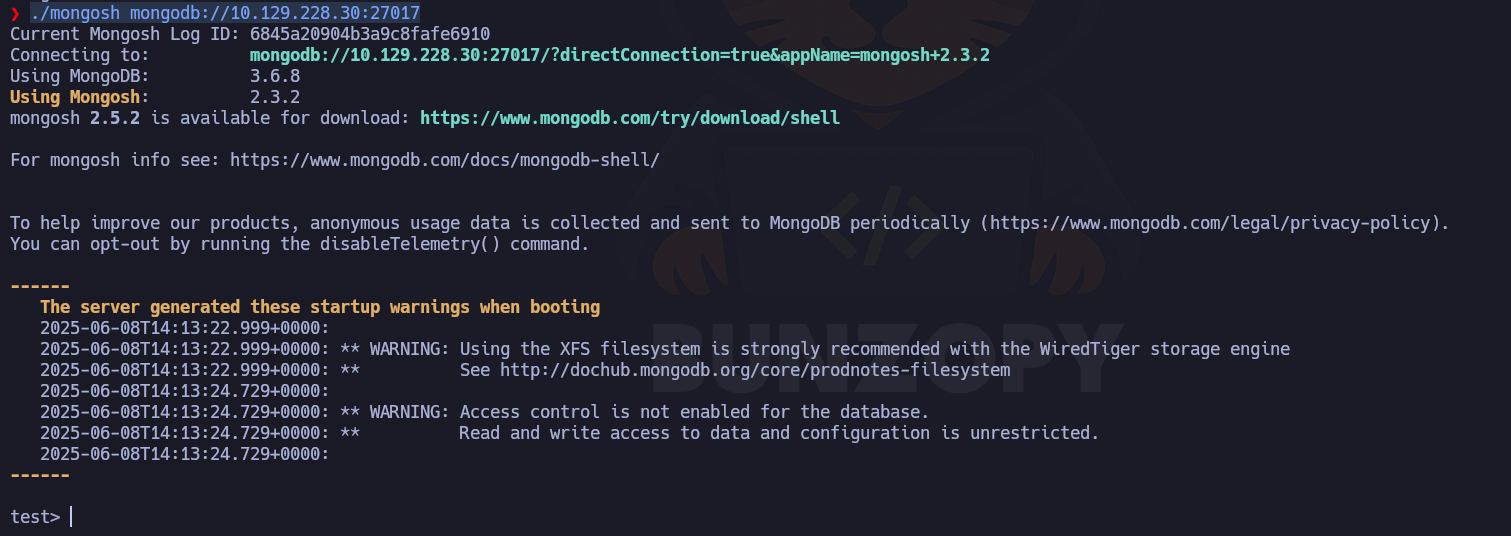 ❯ ./mongosh mongodb://10.129.228.30:27017
Current Mongosh Log ID: 6845a20904b3a9c8fafe6910
Connecting to:          mongodb://10.129.228.30:27017/?directConnection=true&appName=mongosh+2.3.2
Using MongoDB:          3.6.8
Using Mongosh:          2.3.2
mongosh 2.5.2 is available for download: https://www.mongodb.com/try/download/shell
For mongosh info see: https://www.mongodb.com/docs/mongodb-shell/
To help improve our products, anonymous usage data is collected and sent to MongoDB periodically (https://www.mongodb.com/legal/privacy-policy).
You can opt-out by running the disableTelemetry() command.
------
   The server generated these startup warnings when booting
   2025-06-08T14:13:22.999+0000:
   2025-06-08T14:13:22.999+0000: ** WARNING: Using the XFS filesystem is strongly recommended with the WiredTiger storage engine
   2025-06-08T14:13:22.999+0000: **          See http://dochub.mongodb.org/core/prodnotes-filesystem
   2025-06-08T14:13:24.729+0000:
   2025-06-08T14:13:24.729+0000: ** WARNING: Access control is not enabled for the database.
   2025-06-08T14:13:24.729+0000: **          Read and write access to data and configuration is unrestricted.
   2025-06-08T14:13:24.729+0000:
------
test>
</>
BUNZOPY